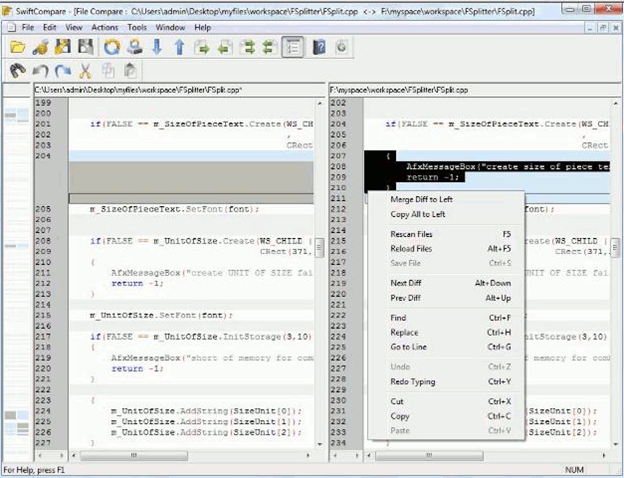 SwiftCompare - [File Compare : C:\Users\admin\Desktop\myfiles\workspace\FSplitter\FSplit.cpp <-> F:\myspace\workspace\FSplitter\FSplit.cpp]
File Edit View Actions Tools Window Help
C:\Users\admin\Desktop\myfiles\workspace\FSplitter\FSplit.cpp*
199
200
201 if(FALSE == m_SizeOfPieceText.Create(WS_CHI
202 ,
203 CRect
204
205 m_SizeOfPieceText.SetFont(font);
206
207
208 if(FALSE == m_UnitOfSize.Create(WS_CHILD |
209 CRect(371,
210 {
211 AfxMessageBox("create UNIT OF SIZE fai
212 return -1;
213 }
214
215 m_UnitOfSize.SetFont(font);
216
217 if(FALSE == m_UnitOfSize.InitStorage(3,10)
218 {
219 AfxMessageBox("short of memory for com
220 return -1;
221 }
222
223 {
224 m_UnitOfSize.AddString(SizeUnit[0]);
225 m_UnitOfSize.AddString(SizeUnit[1]);
226 m_UnitOfSize.AddString(SizeUnit[2]);
227 }
F:\myspace\workspace\FSplitter\FSplit.cpp
202
203
204 if(FALSE == m_SizeOfPieceText.Create(WS_CH
205 ,
206 CRec
207 {
208 AfxMessageBox("create size of piece te
209 return -1;
210 }
211
212 t(font);
213
214
215 te(WS_CHILD
216 CRect(371,
217
218 OF SIZE fa
219
220
221
222 ;
223
224 nitStorage(3,10
225
226 mory for co
227
228
229
230
231 (SizeUnit[0]);
232 (SizeUnit[1]);
233 (SizeUnit[2]);
234
Merge Diff to Left
Copy All to Left
Rescan Files F5
Reload Files Alt+F5
Save File Ctrl+S
Next Diff Alt+Down
Prev Diff Alt+Up
Find Ctrl+F
Replace Ctrl+H
Go to Line Ctrl+G
Undo Ctrl+Z
Redo Typing Ctrl+Y
Cut Ctrl+X
Copy Ctrl+C
Paste Ctrl+V
For Help, press F1
NUM